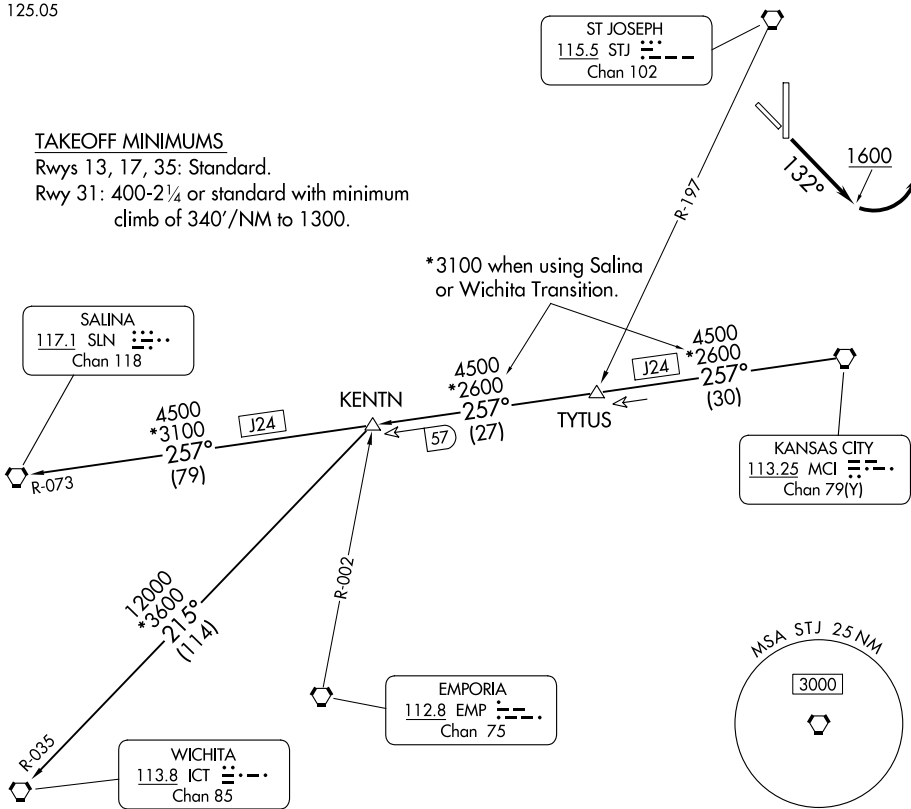 125.05
ST JOSEPH
115.5 STJ
Chan 102
TAKEOFF MINIMUMS
Rwys 13, 17, 35: Standard.
Rwy 31: 400-2¼ or standard with minimum
climb of 340'/NM to 1300.
1600
132°
R-197
*3100 when using Salina
or Wichita Transition.
SALINA
117.1 SLN
Chan 118
4500
*2600
J24
257°
(30)
4500
*2600
257°
(27)
KENTN
TYTUS
57
4500
*3100
J24
257°
(79)
R-073
KANSAS CITY
113.25 MCI
Chan 79(Y)
R-002
12000
*3600
215°
(114)
MSA STJ 25 NM
3000
EMPORIA
112.8 EMP
Chan 75
R-035
WICHITA
113.8 ICT
Chan 85